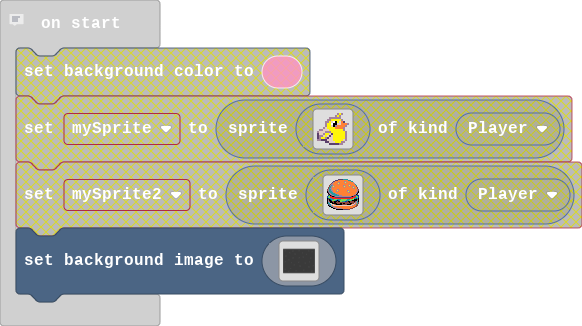 on start
set background color to
set mySprite to sprite of kind Player
set mySprite2 to sprite of kind Player
set background image to